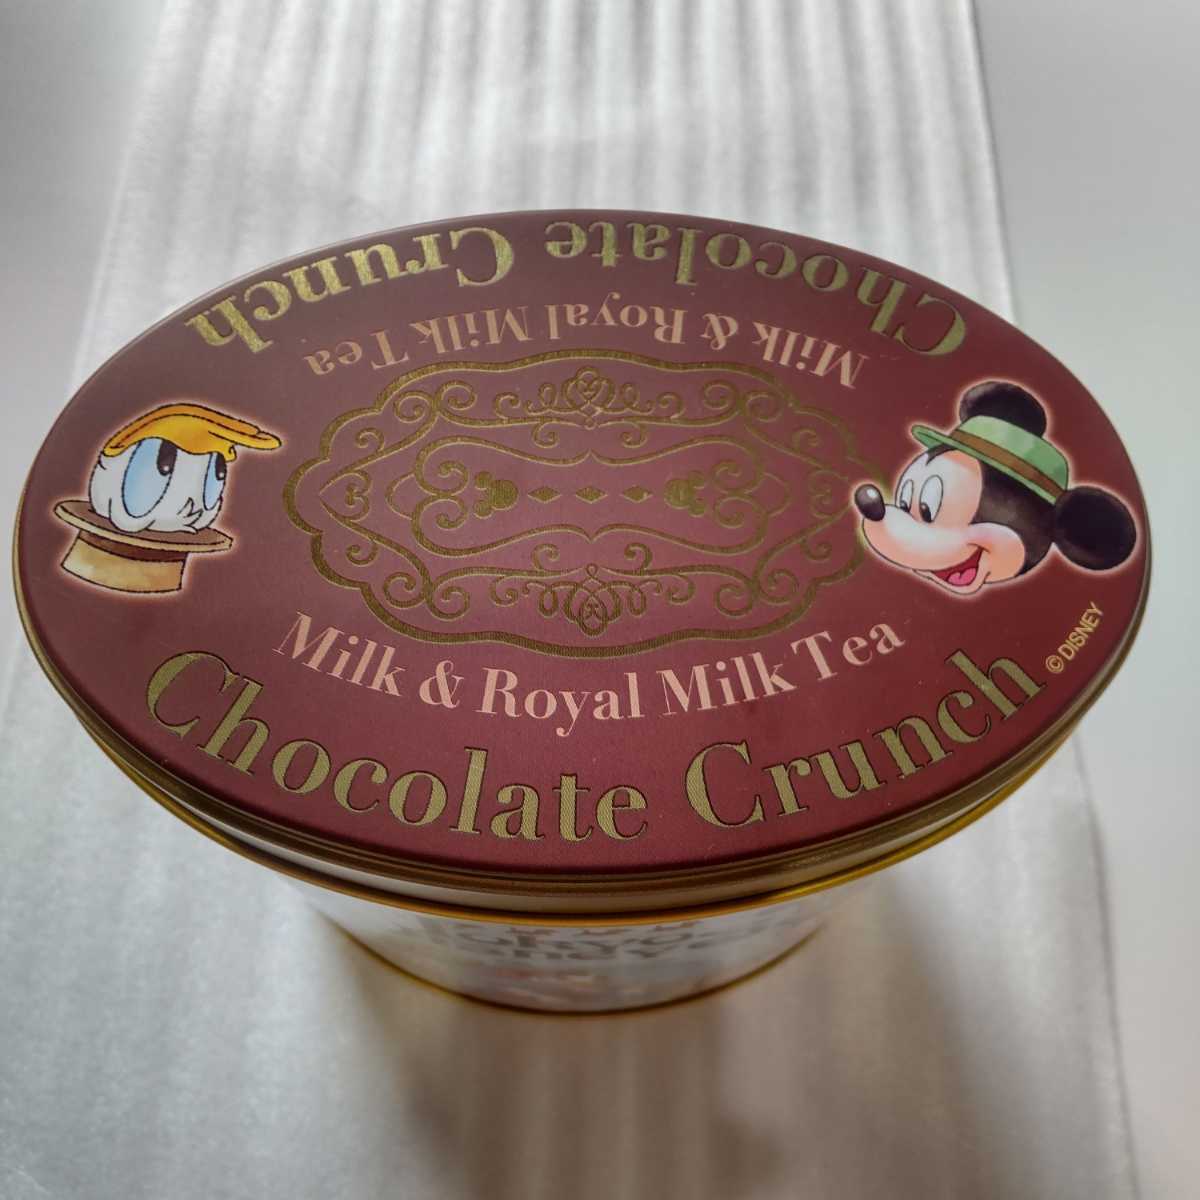 Chocolate Crunch
Milk & Royal Milk Tea
Milk & Royal Milk Tea
Chocolate Crunch
©DISNEY